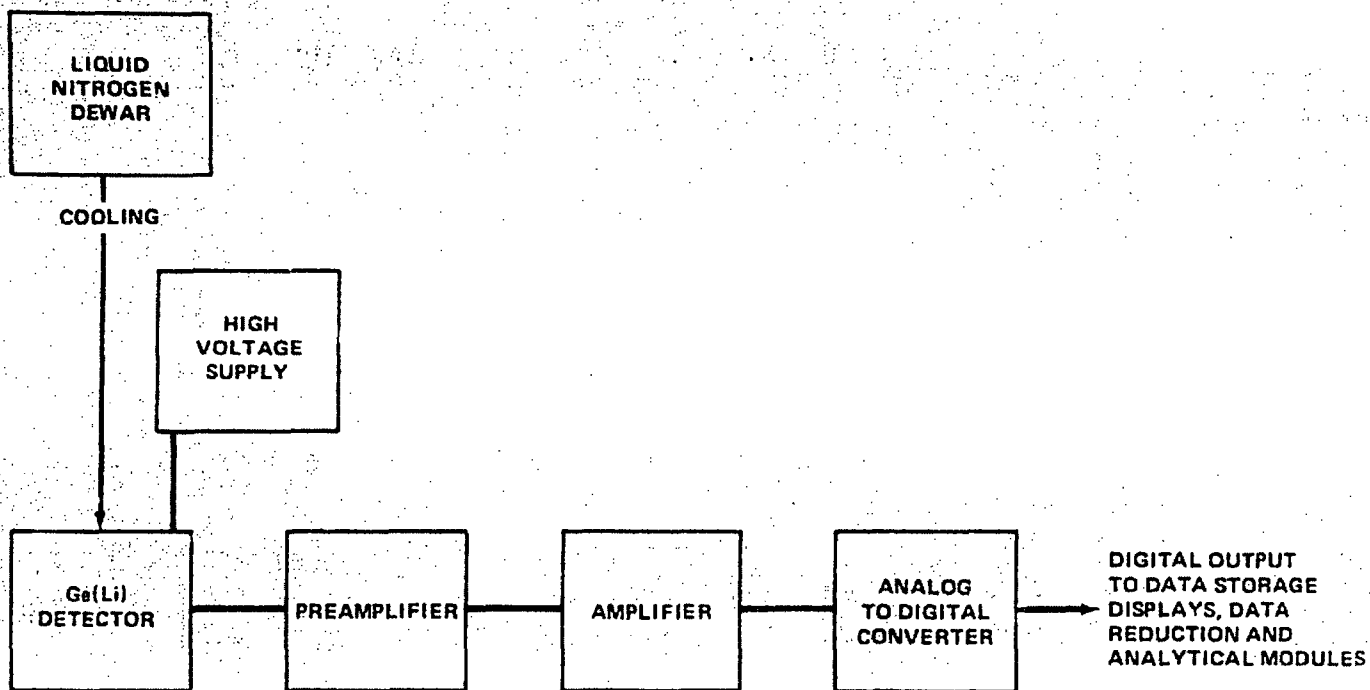 LIQUID
NITROGEN
DEWAR
COOLING
HIGH
VOLTAGE
SUPPLY
Ge(Li)
DETECTOR
PREAMPLIFIER
AMPLIFIER
ANALOG
TO DIGITAL
CONVERTER
DIGITAL OUTPUT
TO DATA STORAGE
DISPLAYS, DATA
REDUCTION AND
ANALYTICAL MODULES